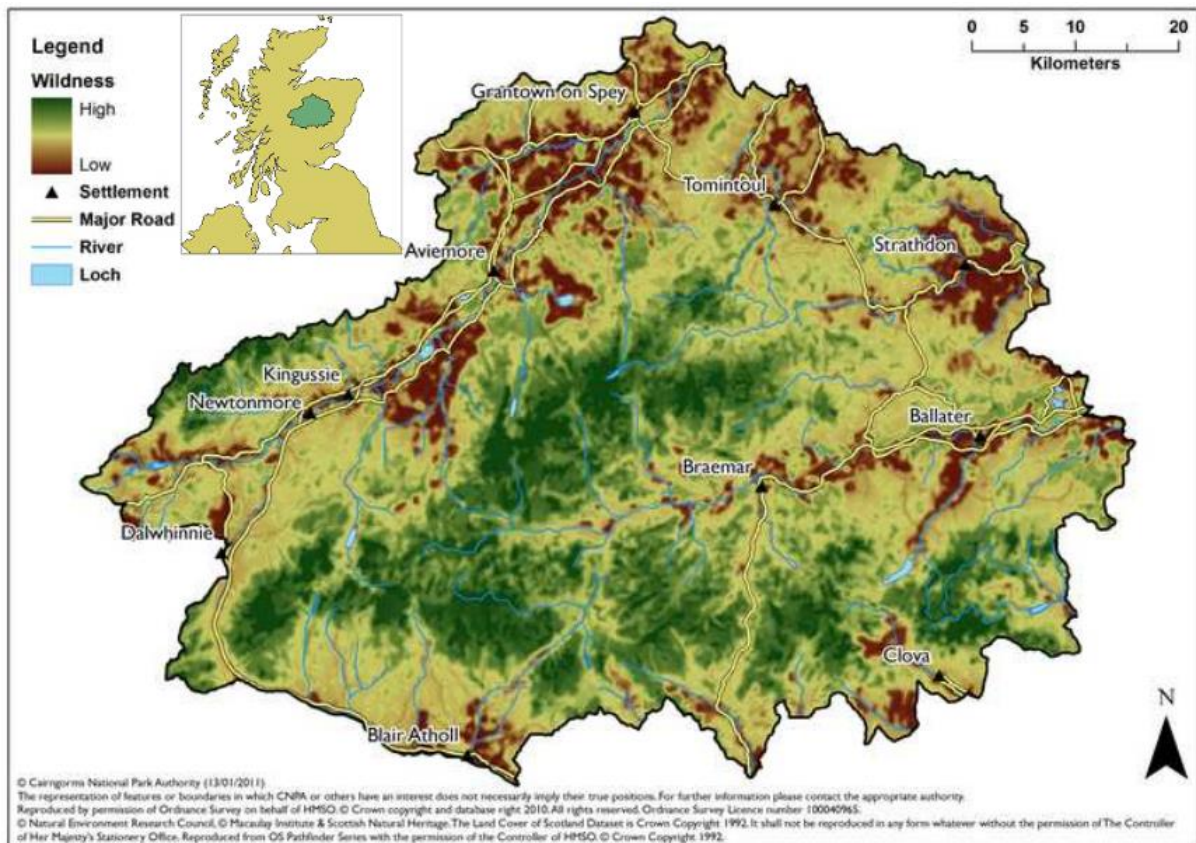 Legend
Wildness
High
Low
Settlement
Major Road
River
Loch
0 5 10 20
Kilometers
Grantown on Spey
Tomintoul
Strathdon
Aviemore
Kingussie
Newtonmore
Ballater
Braemar
Dalwhinnie
Clova
Blair Atholl
N
© Cairngorms National Park Authority (13/01/2011)
The representation of features or boundaries in which CNPA or others have an interest does not necessarily imply their true positions. For further information please contact the appropriate authority.
Reproduced by permission of Ordnance Survey on behalf of HMSO. © Crown copyright and database right 2010. All rights reserved. Ordnance Survey Licence number 100040965.
© Natural Environment Research Council, © Macaulay Institute & Scottish Natural Heritage. The Land Cover of Scotland Dataset is Crown Copyright 1992. It shall not be reproduced in any form whatever without the permission of The Controller
of Her Majesty's Stationery Office. Reproduced from OS Pathfinder Series with the permission of the Controller of HMSO. © Crown Copyright 1992.